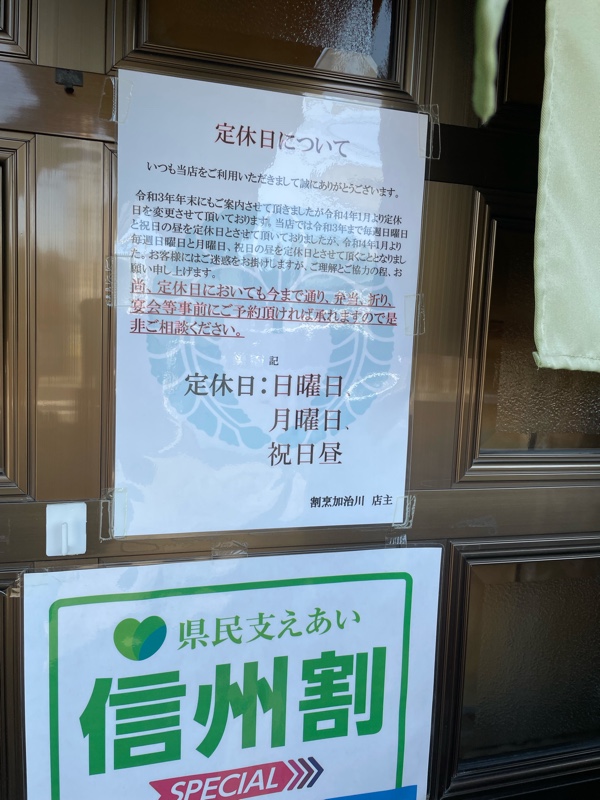 定休日について
いつも当店をご利用いただきまして誠にありがとうございます。
令和3年年末にもご案内させて頂きましたが令和4年1月より定休
日を変更させて頂いております。当店では令和3年まで毎週日曜日
と祝日の昼を定休日とさせて頂いておりましたが、令和4年1月より
毎週日曜日と月曜日、祝日の昼を定休日とさせて頂くこととなりまし
た。お客様にはご迷惑をお掛けしますが、ご理解とご協力の程、お
願い申し上げます。
尚、定休日においても今まで通り、弁当、折り、
宴会等事前にご予約頂ければ承れますので是
非ご相談ください。
記
定休日：日曜日、
月曜日、
祝日昼
割烹加治川 店主
県民支えあい
信州割
SPECIAL